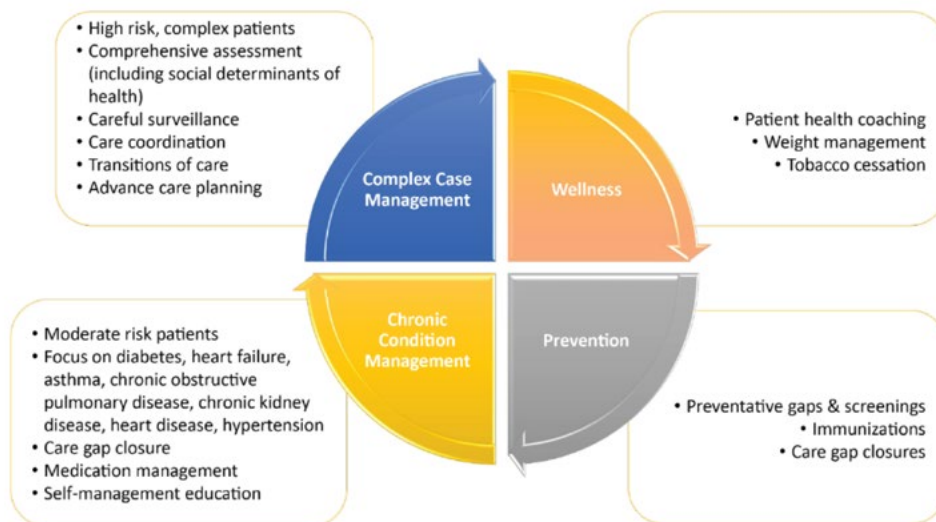 • High risk, complex patients
• Comprehensive assessment
(including social determinants of
health)
• Careful surveillance
• Care coordination
• Transitions of care
• Advance care planning
Complex Case
Management
Wellness
• Patient health coaching
• Weight management
• Tobacco cessation
• Moderate risk patients
• Focus on diabetes, heart failure,
asthma, chronic obstructive
pulmonary disease, chronic kidney
disease, heart disease, hypertension
• Care gap closure
• Medication management
• Self-management education
Chronic
Condition
Management
Prevention
• Preventative gaps & screenings
• Immunizations
• Care gap closures